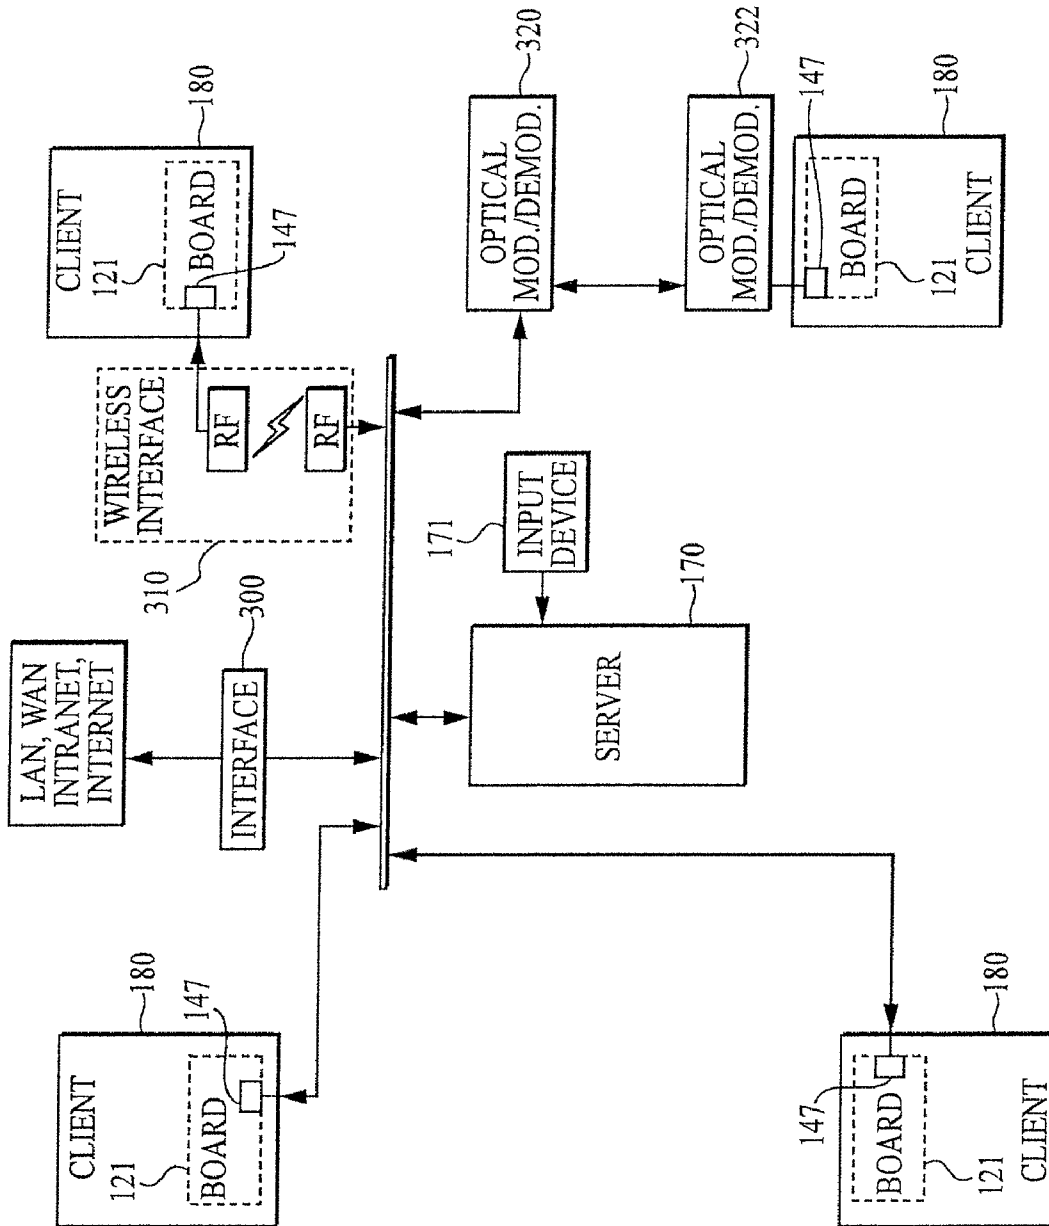 CLIENT
180
121
BOARD
147
LAN, WAN
INTRANET,
INTERNET
INTERFACE
300
310
WIRELESS
INTERFACE
RF
RF
CLIENT
180
121
BOARD
147
147
BOARD
121
CLIENT
180
SERVER
170
171
INPUT
DEVICE
OPTICAL
MOD./DEMOD.
320
OPTICAL
MOD./DEMOD.
322
147
BOARD
121
CLIENT
180